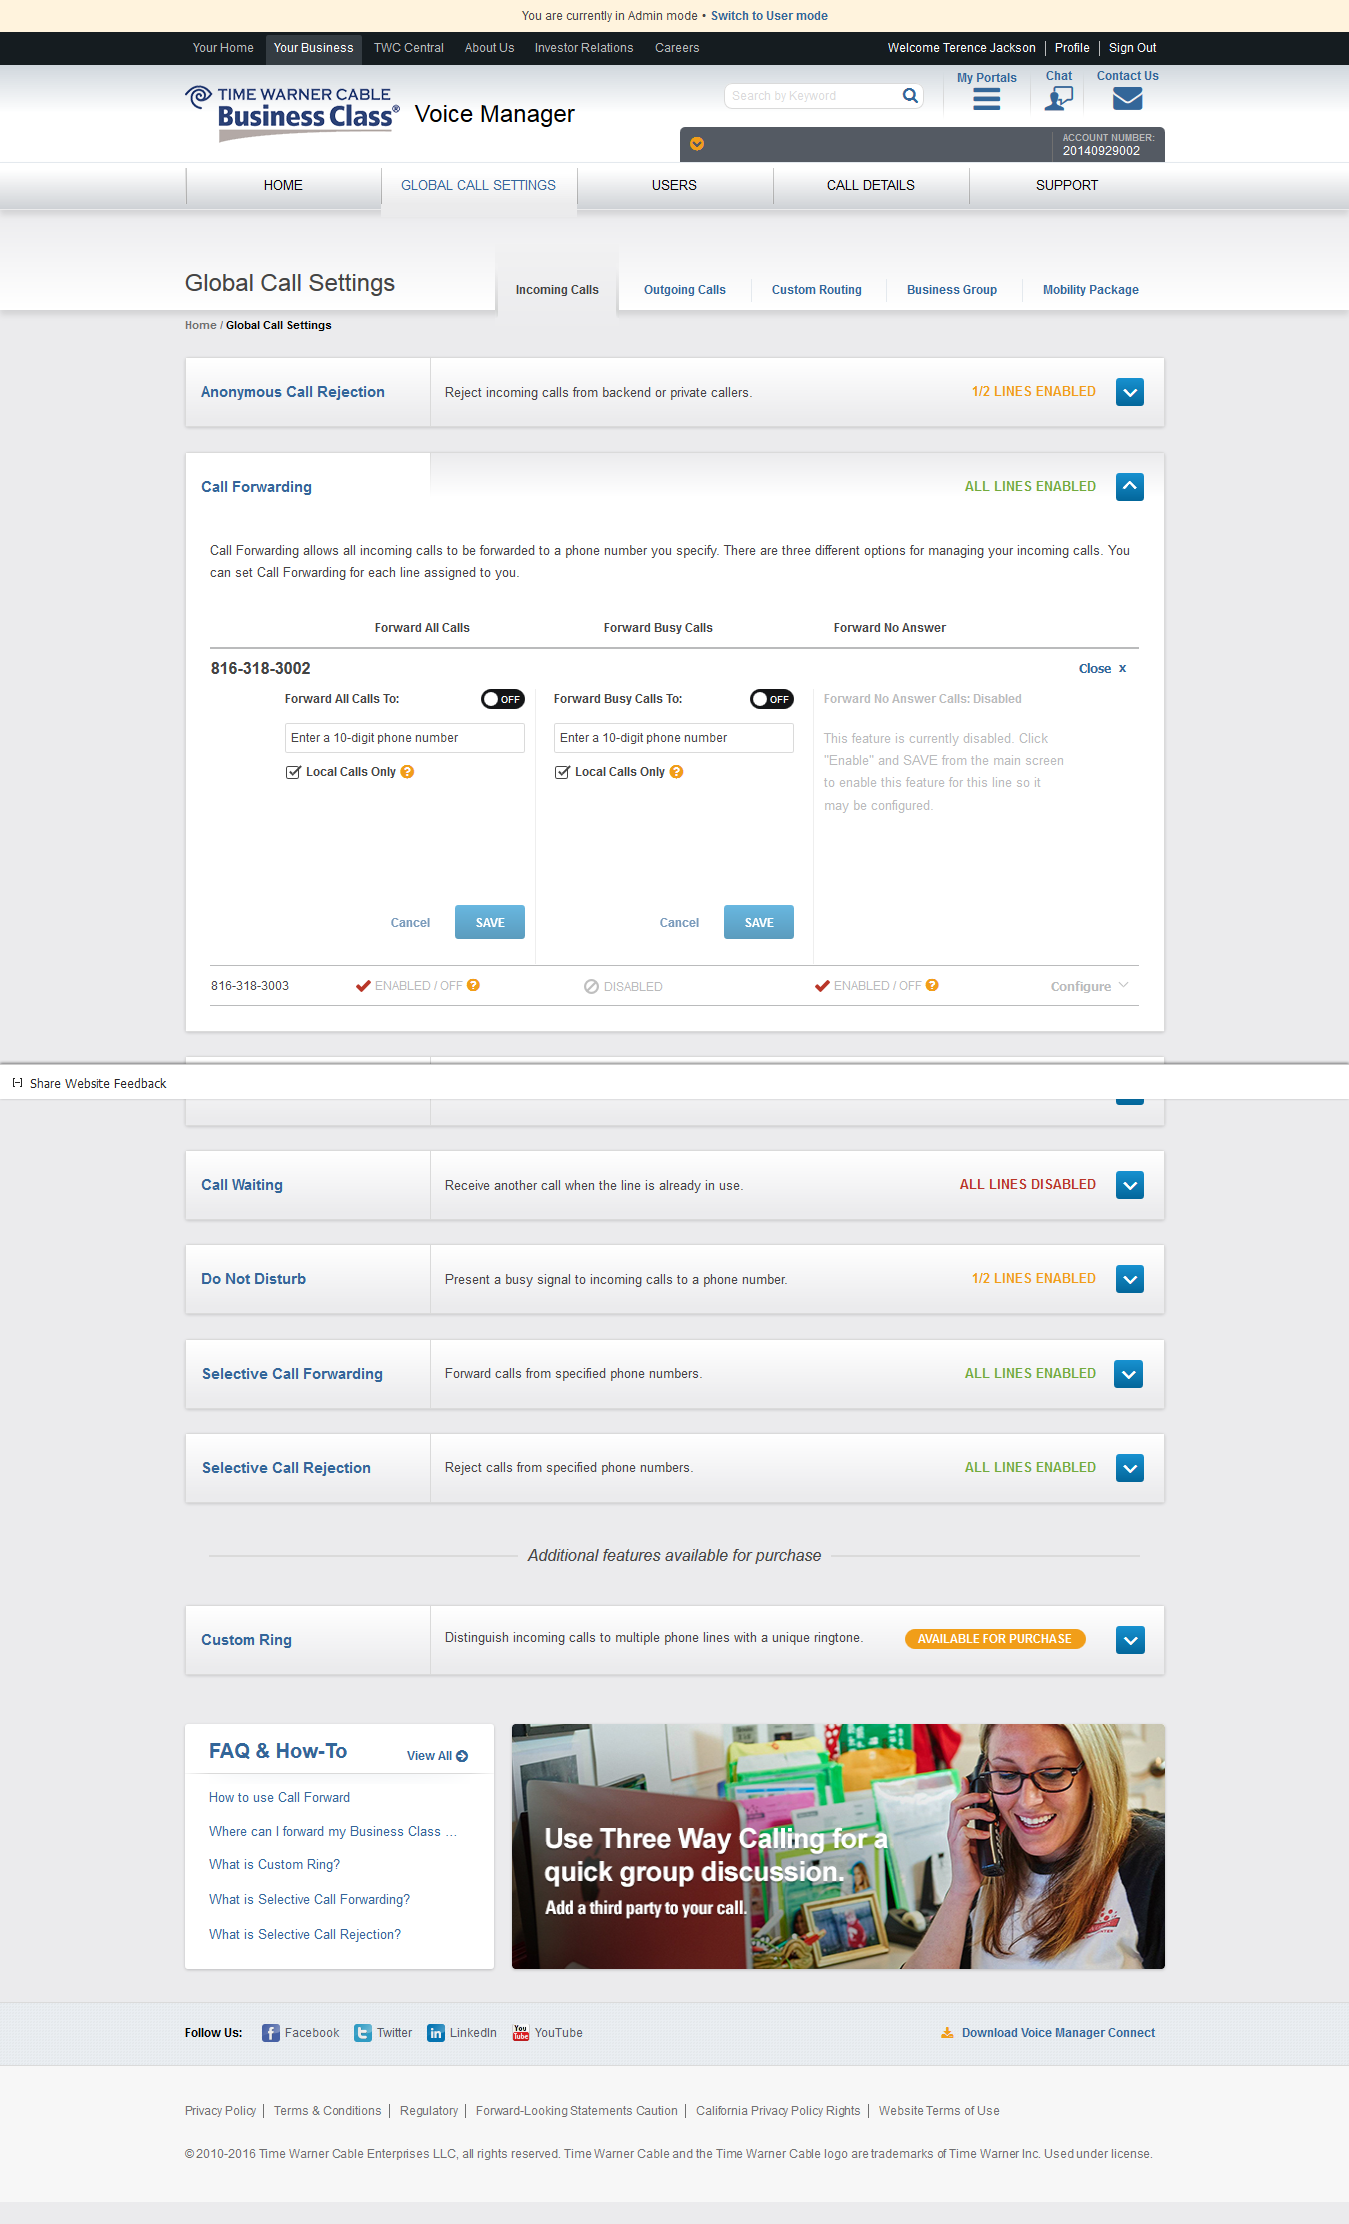 You are currently in Admin mode • Switch to User mode
Your Home Your Business TWC Central About Us Investor Relations Careers Welcome Terence Jackson Profile Sign Out
TIME WARNER CABLE
Business Class®
Voice Manager
Search by Keyword
My Portals
Chat
Contact Us
ACCOUNT NUMBER:
20140929002
HOME GLOBAL CALL SETTINGS USERS CALL DETAILS SUPPORT
Global Call Settings
Incoming Calls Outgoing Calls Custom Routing Business Group Mobility Package
Home / Global Call Settings
Anonymous Call Rejection Reject incoming calls from backend or private callers. 1/2 LINES ENABLED
Call Forwarding ALL LINES ENABLED
Call Forwarding allows all incoming calls to be forwarded to a phone number you specify. There are three different options for managing your incoming calls. You
can set Call Forwarding for each line assigned to you.
Forward All Calls Forward Busy Calls Forward No Answer
816-318-3002 Close x
Forward All Calls To: OFF
Enter a 10-digit phone number
Local Calls Only ?
Cancel SAVE
Forward Busy Calls To: OFF
Enter a 10-digit phone number
Local Calls Only ?
Cancel SAVE
Forward No Answer Calls: Disabled
This feature is currently disabled. Click
"Enable" and SAVE from the main screen
to enable this feature for this line so it
may be configured.
816-318-3003 ENABLED / OFF ? DISABLED ENABLED / OFF ? Configure
[-] Share Website Feedback
Call Waiting Receive another call when the line is already in use. ALL LINES DISABLED
Do Not Disturb Present a busy signal to incoming calls to a phone number. 1/2 LINES ENABLED
Selective Call Forwarding Forward calls from specified phone numbers. ALL LINES ENABLED
Selective Call Rejection Reject calls from specified phone numbers. ALL LINES ENABLED
Additional features available for purchase
Custom Ring Distinguish incoming calls to multiple phone lines with a unique ringtone. AVAILABLE FOR PURCHASE
FAQ & How-To View All
How to use Call Forward
Where can I forward my Business Class ...
What is Custom Ring?
What is Selective Call Forwarding?
What is Selective Call Rejection?
Use Three Way Calling for a
quick group discussion.
Add a third party to your call.
Follow Us: Facebook Twitter LinkedIn YouTube Download Voice Manager Connect
Privacy Policy Terms & Conditions Regulatory Forward-Looking Statements Caution California Privacy Policy Rights Website Terms of Use
© 2010-2016 Time Warner Cable Enterprises LLC, all rights reserved. Time Warner Cable and the Time Warner Cable logo are trademarks of Time Warner Inc. Used under license.